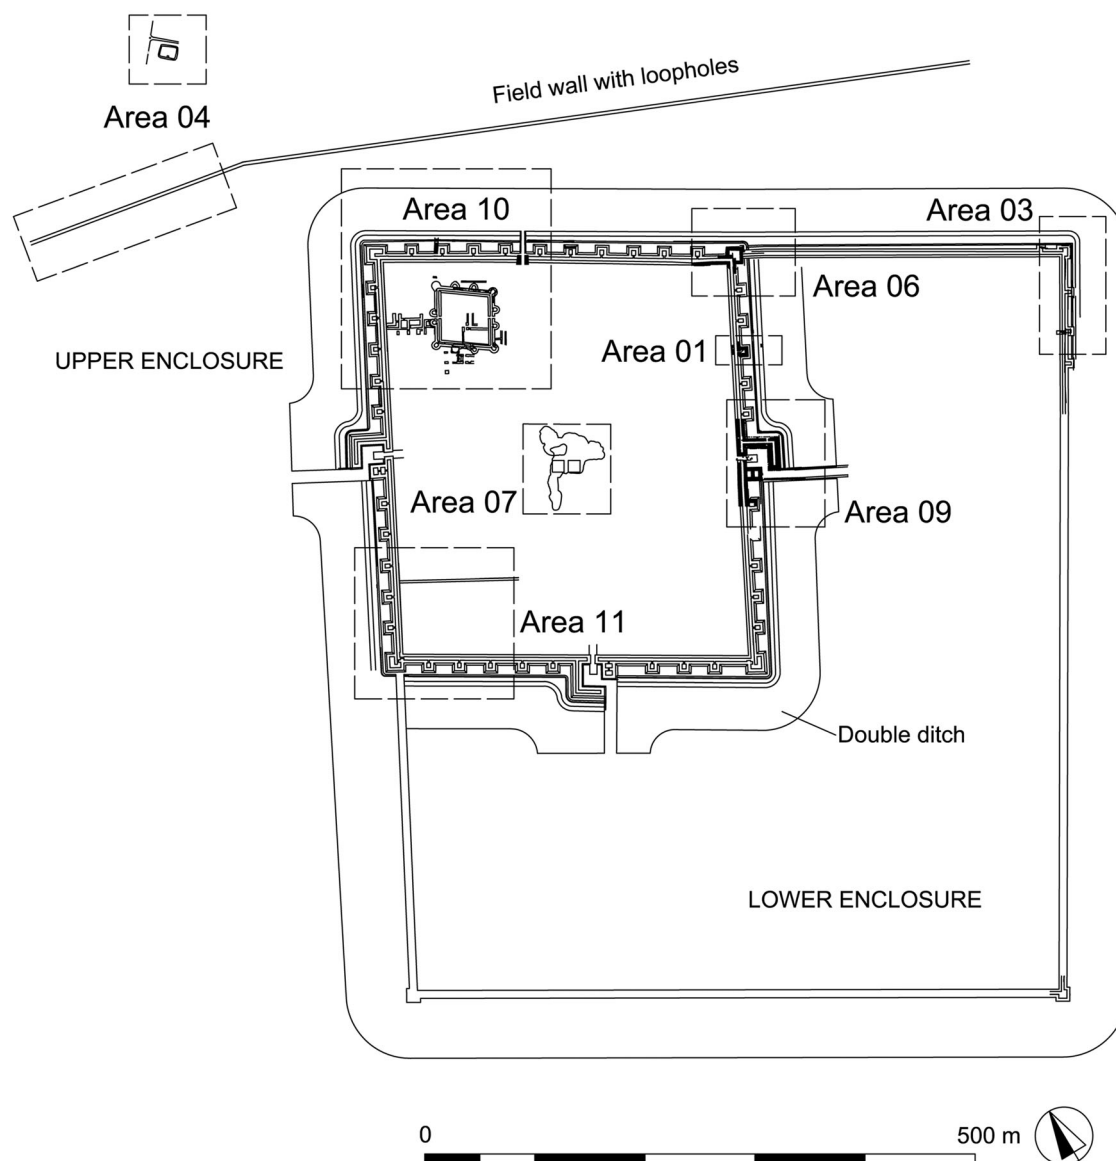 Field wall with loopholes
Area 04
Area 10
Area 03
Area 06
Area 01
UPPER ENCLOSURE
Area 07
Area 09
Area 11
Double ditch
LOWER ENCLOSURE
0
500 m